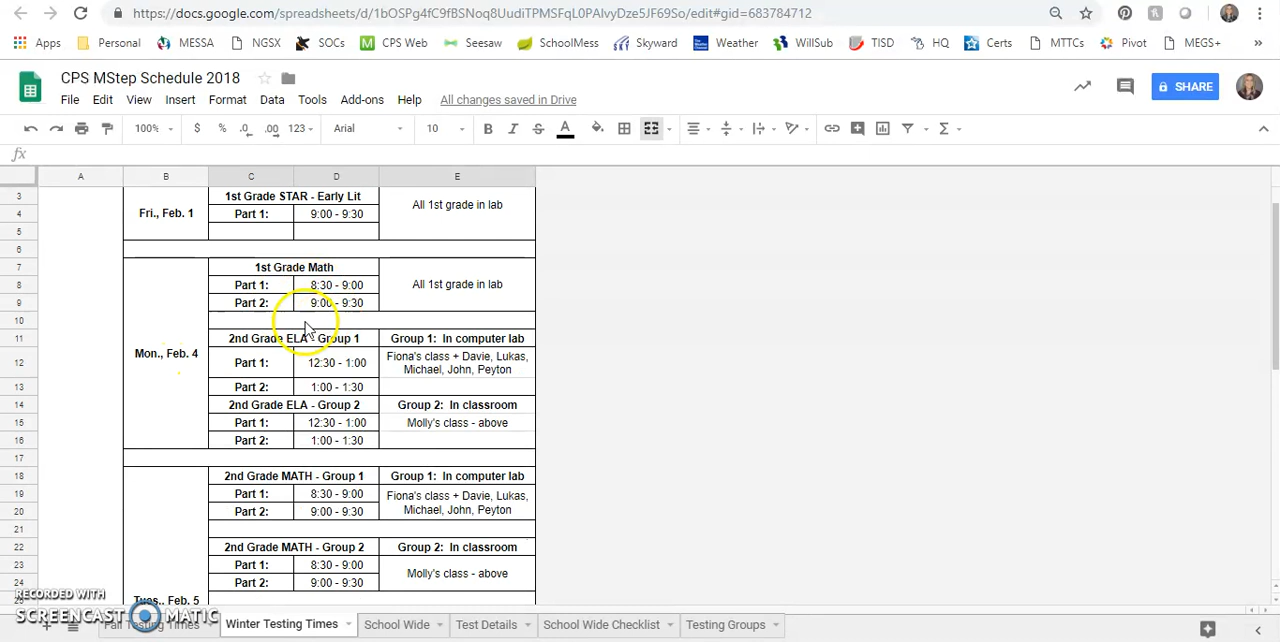 https://docs.google.com/spreadsheets/d/1bOSPg4fC9fBSNoq8UudiTPMSFqL0PAlvyDze5JF69So/edit#gid=683784712
Apps Personal MESSA NGSX SOCs CPS Web Seesaw SchoolMess Skyward Weather WillSub TISD HQ Certs MTTCs Pivot MEGS+ »
CPS MStep Schedule 2018
File Edit View Insert Format Data Tools Add-ons Help All changes saved in Drive
SHARE
100% $ % .0 .00 123 Arial 10 B I S A Σ
fx
A B C D E
3 1st Grade STAR - Early Lit All 1st grade in lab
4 Fri., Feb. 1 Part 1: 9:00 - 9:30
5
6
7 1st Grade Math
8 Part 1: 8:30 - 9:00 All 1st grade in lab
9 Part 2: 9:00 - 9:30
10
11 2nd Grade ELA - Group 1 Group 1: In computer lab
Mon., Feb. 4
12 Part 1: 12:30 - 1:00 Fiona's class + Davie, Lukas,
Michael, John, Peyton
13 Part 2: 1:00 - 1:30
14 2nd Grade ELA - Group 2 Group 2: In classroom
15 Part 1: 12:30 - 1:00 Molly's class - above
16 Part 2: 1:00 - 1:30
17
18 2nd Grade MATH - Group 1 Group 1: In computer lab
19 Part 1: 8:30 - 9:00 Fiona's class + Davie, Lukas,
20 Part 2: 9:00 - 9:30 Michael, John, Peyton
21
22 2nd Grade MATH - Group 2 Group 2: In classroom
23 Part 1: 8:30 - 9:00 Molly's class - above
24 Part 2: 9:00 - 9:30
Tues., Feb. 5
RECORDED WITH
SCREENCAST MATIC
Fall Testing Times Winter Testing Times School Wide Test Details School Wide Checklist Testing Groups